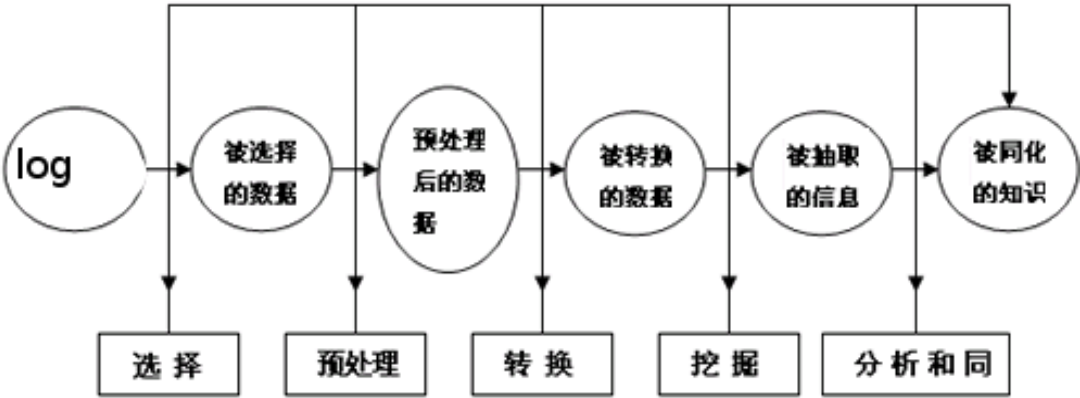 log
被选择
的数据
预处理
后的数
据
被转换
的数据
被抽取
的信息
被同化
的知识
选 择
预处理
转 换
挖 掘
分 析 和 同